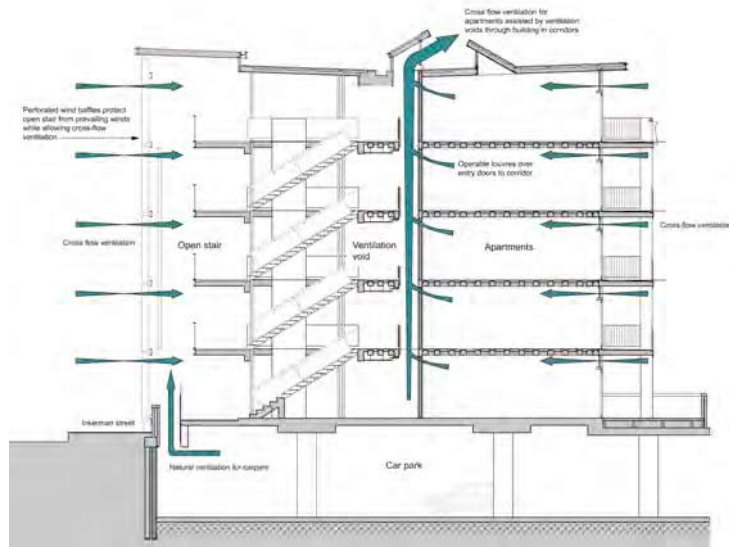 Cross flow ventilation for
apartments assisted by ventilation
voids through building in corridors
Perforated wind baffles protect
open stair from prevailing winds
while allowing cross-flow
ventilation
Operable louvres over
entry doors to corridor
Cross flow ventilation
Open stair
Ventilation
void
Apartments
Cross-flow ventilation
Inkerman street
Natural ventilation for carpark
Car park